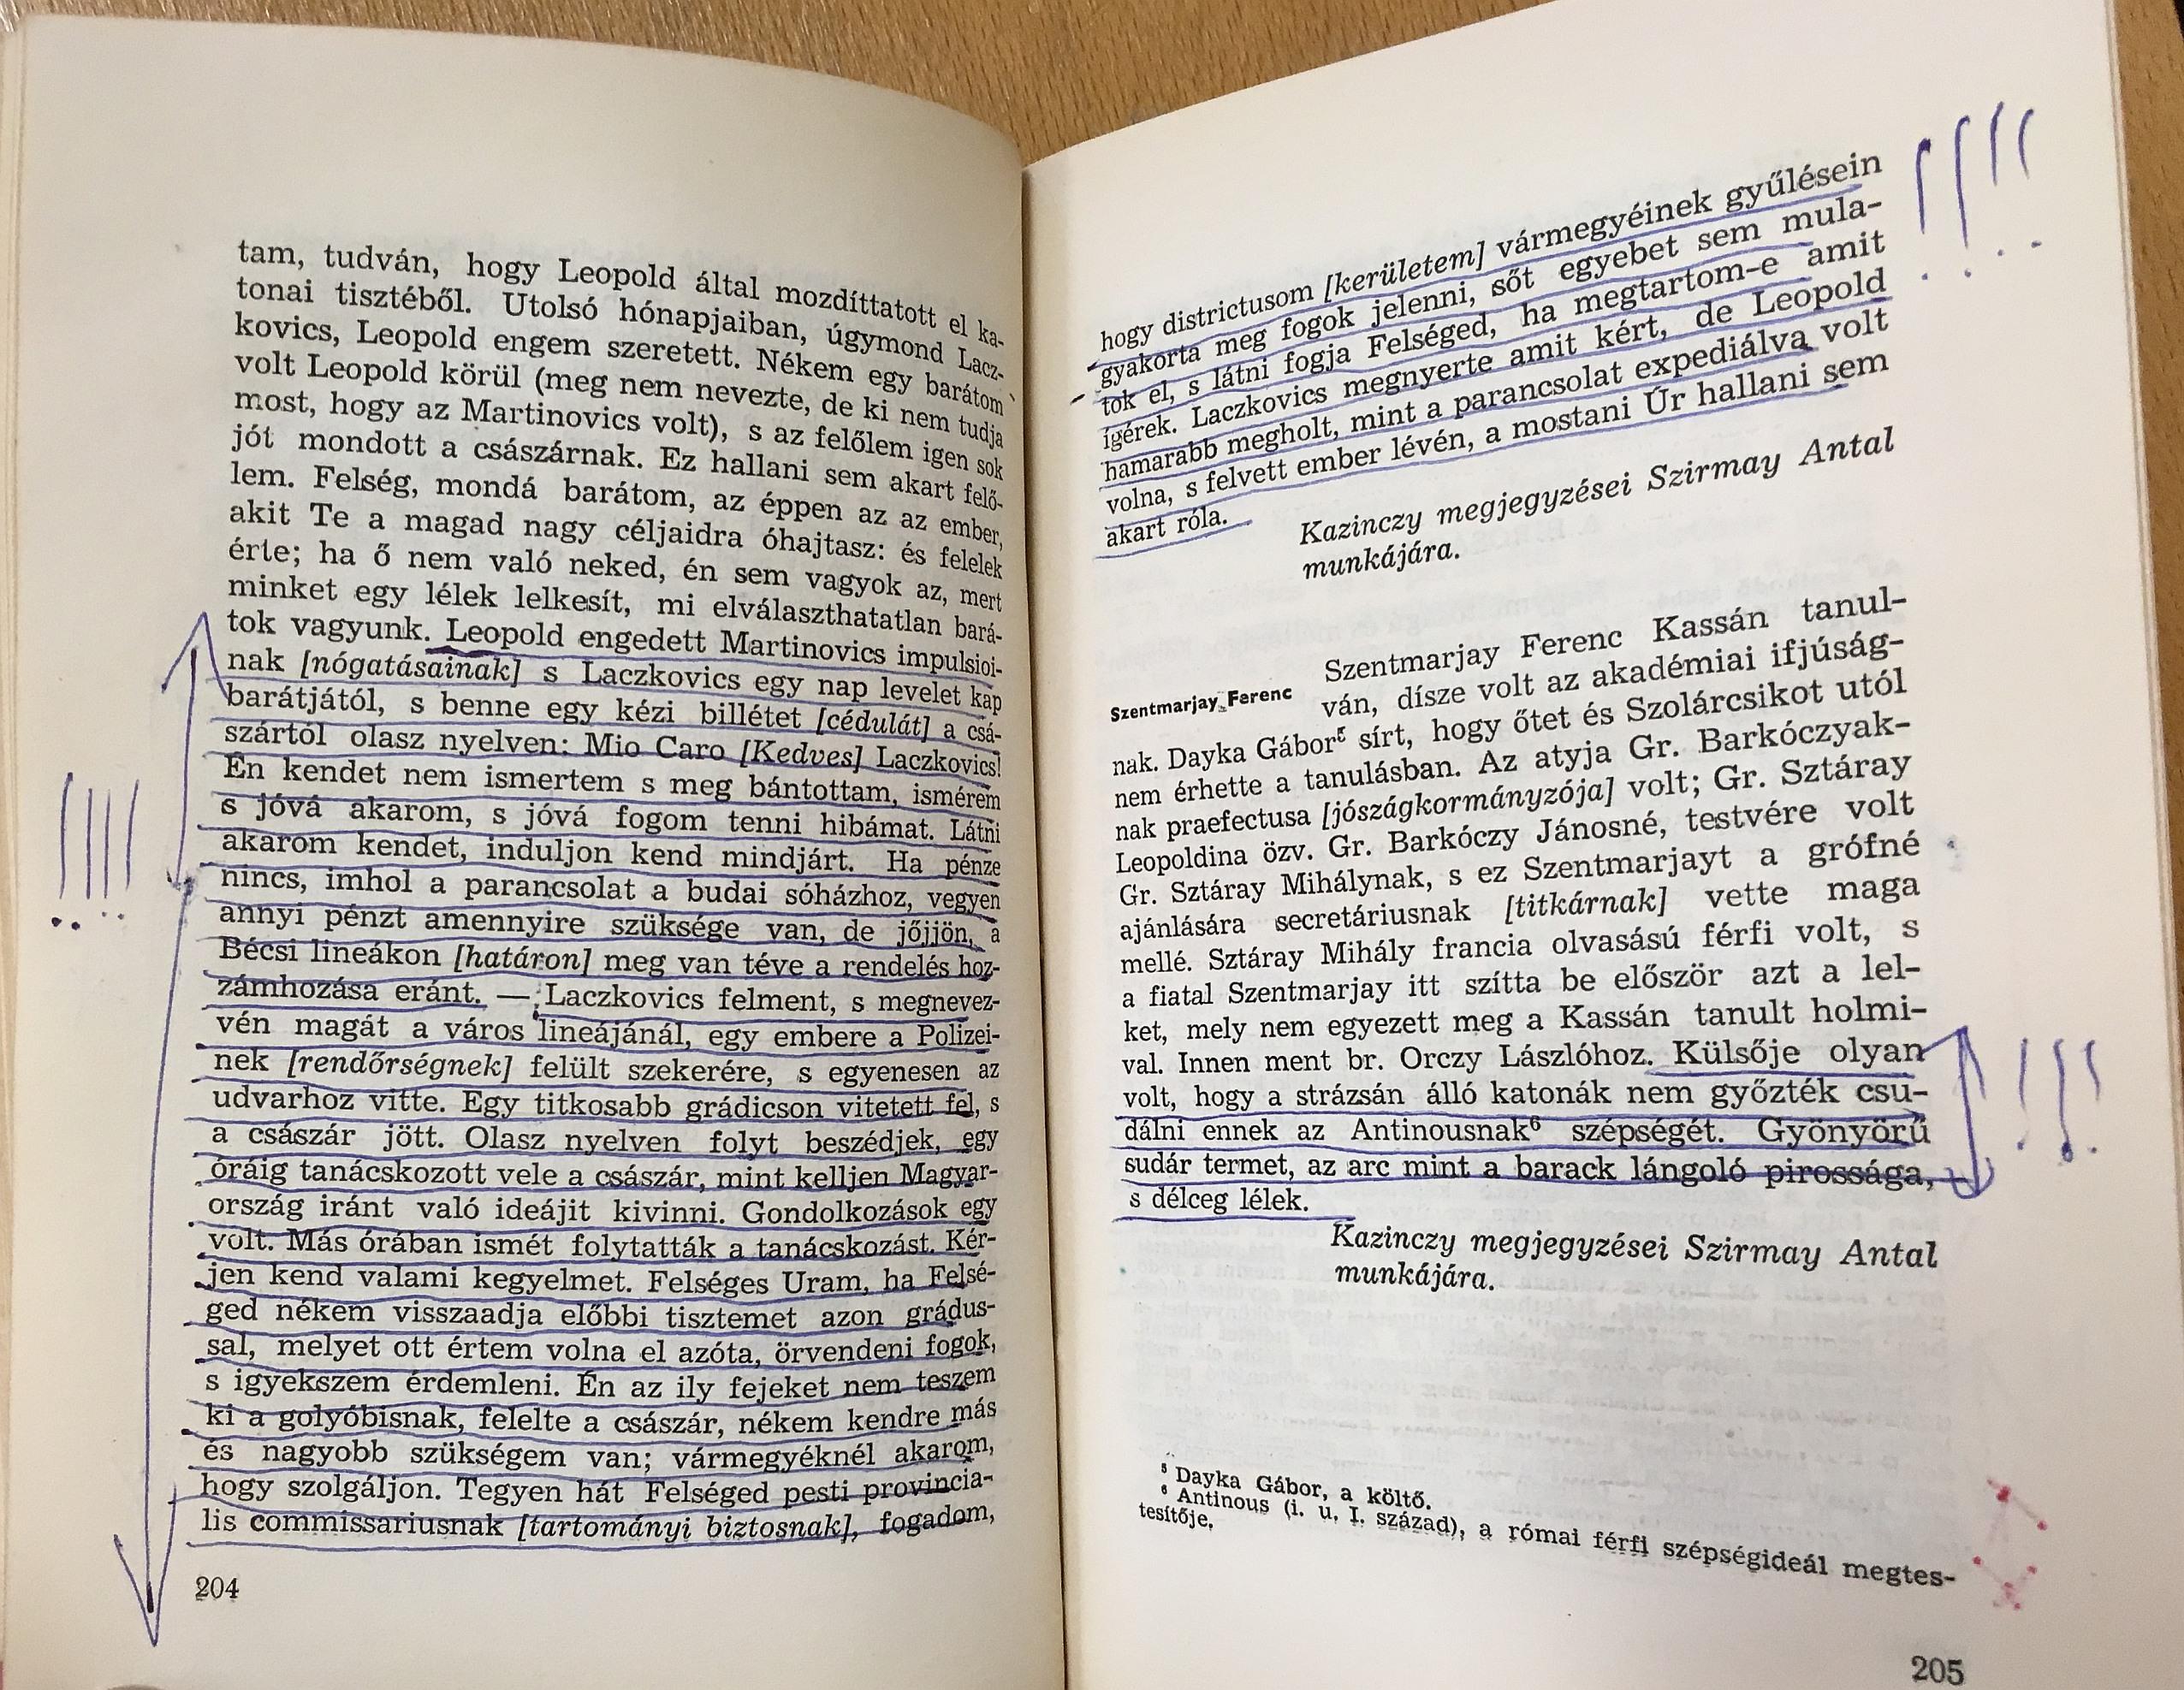 tam, tudván, hogy Leopold által mozdíttatott el ka-
tonai tisztéből. Utolsó hónapjaiban, úgymond Lacz-
kovics, Leopold engem szeretett. Nékem egy barátom
volt Leopold körül (meg nem nevezte, de ki nem tudja
most, hogy az Martinovics volt), s az felőlem igen sok
jót mondott a császárnak. Ez hallani sem akart felő-
lem. Felség, mondá barátom, az éppen az az ember,
akit Te a magad nagy céljaidra óhajtasz: és felelek
érte; ha ő nem való neked, én sem vagyok az, mert
minket egy lélek lelkesít, mi elválaszthatatlan bará-
tok vagyunk. Leopold engedett Martinovics impulsioi-
nak [nógatásainak] s Laczkovics egy nap levelet kap
barátjától, s benne egy kézi billétet [cédulát] a csá-
szártól olasz nyelven: Mio Caro [Kedves] Laczkovics!
Én kendet nem ismertem s meg bántottam, ismérem
s jóvá akarom, s jóvá fogom tenni hibámat. Látni
akarom kendet, induljon kend mindjárt. Ha pénze
nincs, imhol a parancsolat a budai sóházhoz, vegyen
annyi pénzt amennyire szüksége van, de jőjjön, a
Bécsi lineákon [határon] meg van téve a rendelés hoz-
zámhozása eránt. — Laczkovics felment, s megnevez-
vén magát a város lineájánál, egy embere a Polizei-
nek [rendőrségnek] felült szekerére, s egyenesen az
udvarhoz vitte. Egy titkosabb grádicson vitetett fel, s
a császár jött. Olasz nyelven folyt beszédjek, egy
óráig tanácskozott vele a császár, mint kelljen Magyar-
ország iránt való ideájit kivinni. Gondolkozások egy
volt. Más órában ismét folytatták a tanácskozást. Kér-
jen kend valami kegyelmet. Felséges Uram, ha Felsé-
ged nékem visszaadja előbbi tisztemet azon grádus-
sal, melyet ott értem volna el azóta, örvendeni fogok,
s igyekszem érdemleni. Én az ily fejeket nem teszem
ki a golyóbisnak, felelte a császár, nékem kendre más
és nagyobb szükségem van; vármegyéknél akarom,
hogy szolgáljon. Tegyen hát Felséged pesti provincia-
lis commissariusnak [tartományi biztosnak], fogadom,
204
hogy districtusom [kerületem] vármegyéinek gyűlésein
gyakorta meg fogok jelenni, sőt egyebet sem mula-
tok el, s látni fogja Felséged, ha megtartom-e amit
ígérek. Laczkovics megnyerte amit kért, de Leopold
hamarább megholt, mint a parancsolat expediálva volt
volna, s felvett ember lévén, a mostani Úr hallani sem
akart róla.
Kazinczy megjegyzései Szirmay Antal
munkájára.
Szentmarjay Ferenc
Szentmarjay Ferenc Kassán tanul-
ván, dísze volt az akadémiai ifjúság-
nak. Dayka Gábor⁵ sírt, hogy őtet és Szolárcsikot utól
nem érhette a tanulásban. Az atyja Gr. Barkóczyak-
nak praefectusa [jószágkormányzója] volt; Gr. Sztáray
Leopoldina özv. Gr. Barkóczy Jánosné, testvére volt
Gr. Sztáray Mihálynak, s ez Szentmarjayt a grófné
ajánlására secretáriusnak [titkárnak] vette maga
mellé. Sztáray Mihály francia olvasású férfi volt, s
a fiatal Szentmarjay itt szítta be először azt a lel-
ket, mely nem egyezett meg a Kassán tanult holmi-
val. Innen ment br. Orczy Lászlóhoz. Külsője olyan
volt, hogy a strázsán álló katonák nem győzték csu-
dálni ennek az Antinousnak⁶ szépségét. Gyönyörű
sudár termet, az arc mint a barack lángoló pirossága,
s délceg lélek.
Kazinczy megjegyzései Szirmay Antal
munkájára.
⁵ Dayka Gábor, a költő.
⁶ Antinous (i. u. I. század), a római férfi szépségideál megtes-
tesítője.
205